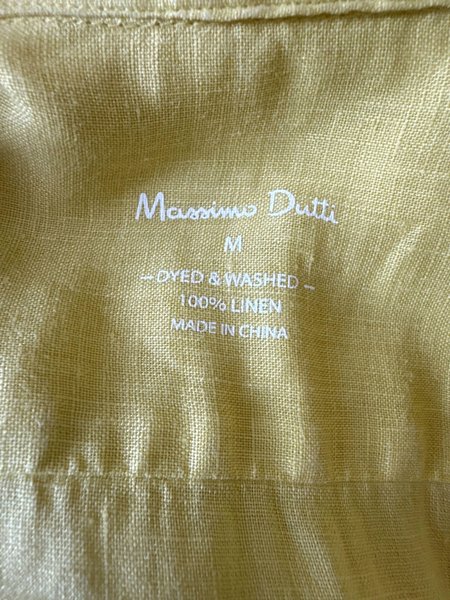 Massimo Dutti
M
– DYED & WASHED –
100% LINEN
MADE IN CHINA